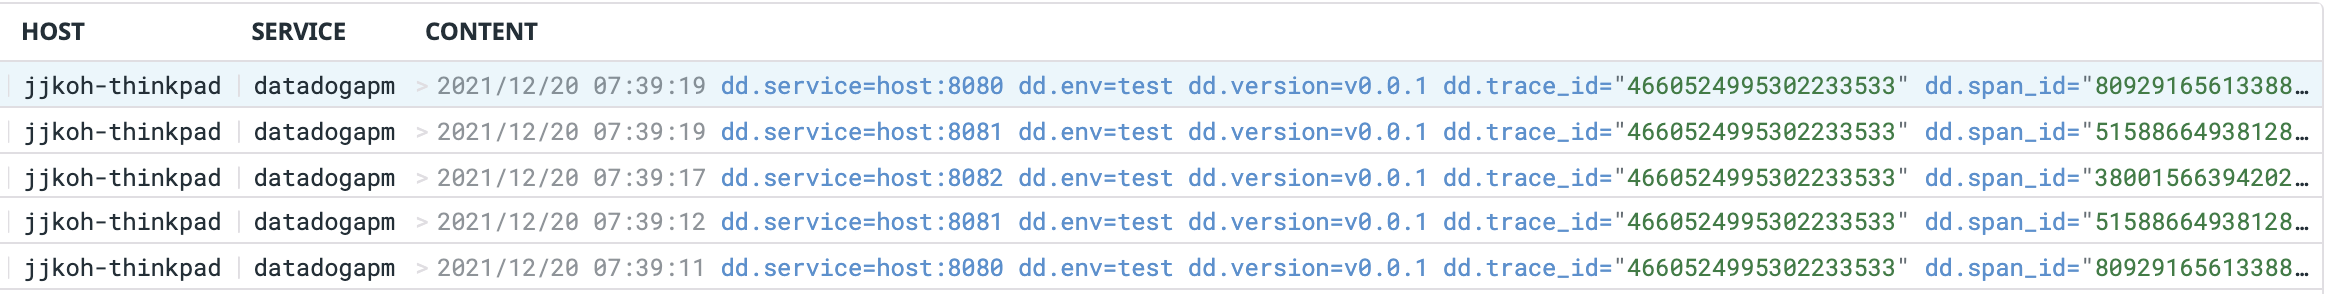 HOST SERVICE CONTENT
jjkoh-thinkpad datadogapm > 2021/12/20 07:39:19 dd.service=host:8080 dd.env=test dd.version=v0.0.1 dd.trace_id="4660524995302233533" dd.span_id="80929165613388…
jjkoh-thinkpad datadogapm > 2021/12/20 07:39:19 dd.service=host:8081 dd.env=test dd.version=v0.0.1 dd.trace_id="4660524995302233533" dd.span_id="51588664938128…
jjkoh-thinkpad datadogapm > 2021/12/20 07:39:17 dd.service=host:8082 dd.env=test dd.version=v0.0.1 dd.trace_id="4660524995302233533" dd.span_id="38001566394202…
jjkoh-thinkpad datadogapm > 2021/12/20 07:39:12 dd.service=host:8081 dd.env=test dd.version=v0.0.1 dd.trace_id="4660524995302233533" dd.span_id="51588664938128…
jjkoh-thinkpad datadogapm > 2021/12/20 07:39:11 dd.service=host:8080 dd.env=test dd.version=v0.0.1 dd.trace_id="4660524995302233533" dd.span_id="80929165613388…